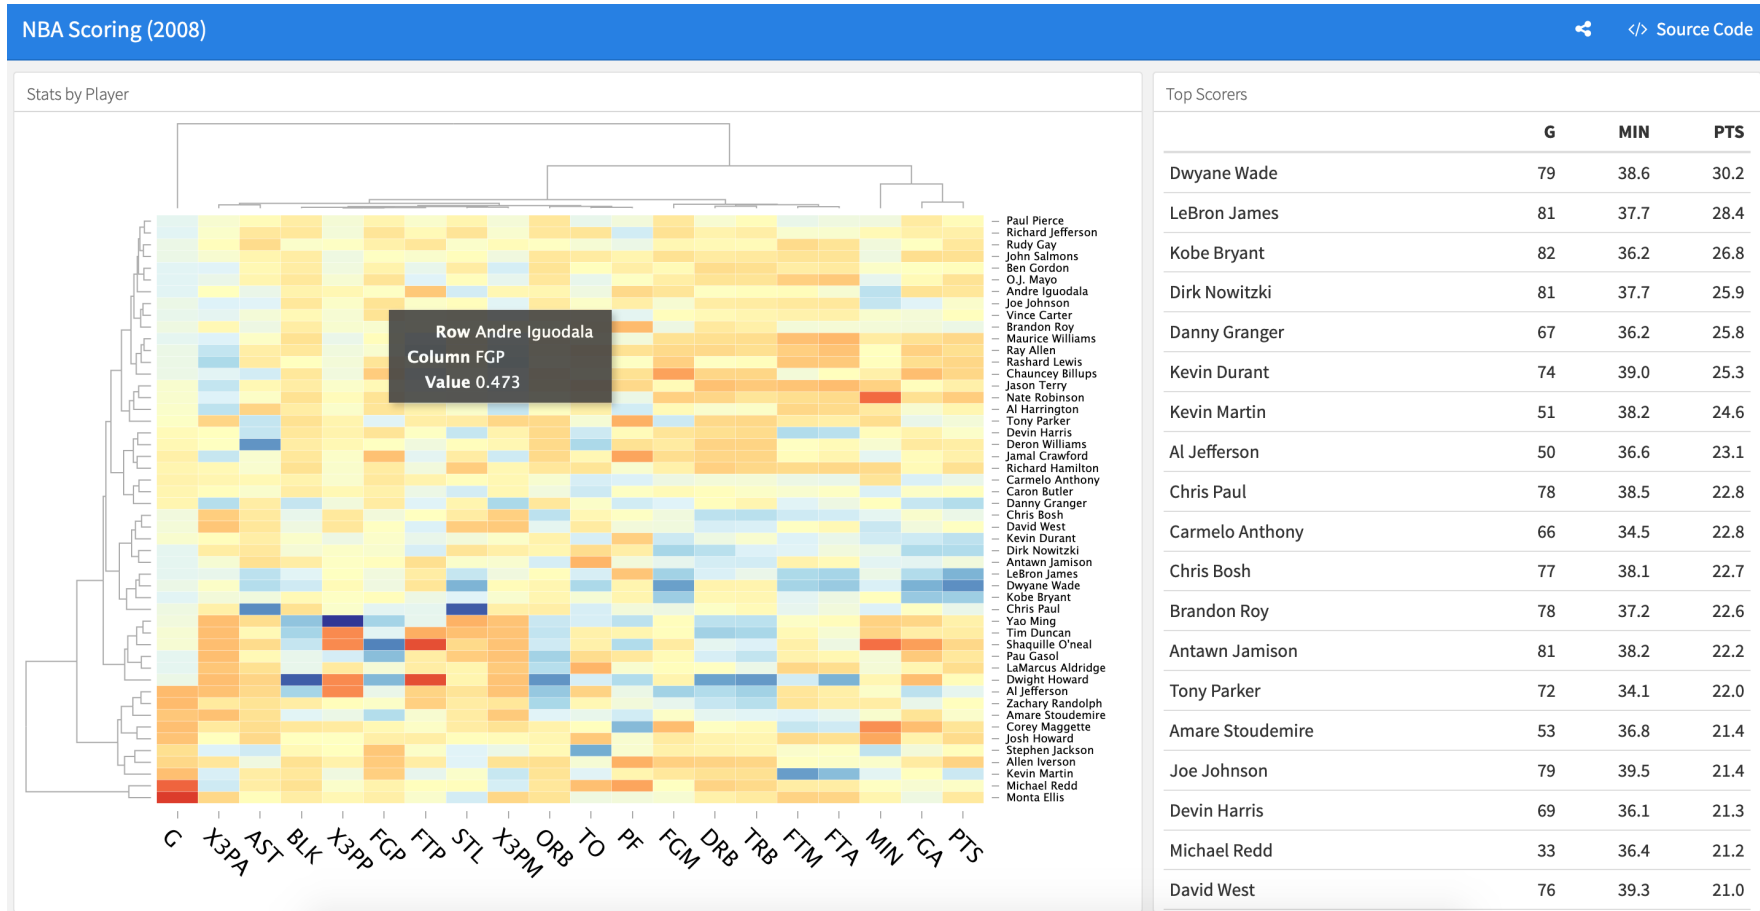 NBA Scoring (2008)
</> Source Code
Stats by Player
Paul Pierce
Richard Jefferson
Rudy Gay
John Salmons
Ben Gordon
O.J. Mayo
Andre Iguodala
Joe Johnson
Vince Carter
Brandon Roy
Maurice Williams
Ray Allen
Rashard Lewis
Chauncey Billups
Jason Terry
Nate Robinson
Al Harrington
Tony Parker
Devin Harris
Deron Williams
Jamal Crawford
Richard Hamilton
Carmelo Anthony
Caron Butler
Danny Granger
Chris Bosh
David West
Kevin Durant
Dirk Nowitzki
Antawn Jamison
LeBron James
Dwyane Wade
Kobe Bryant
Chris Paul
Yao Ming
Tim Duncan
Shaquille O'neal
Pau Gasol
LaMarcus Aldridge
Dwight Howard
Al Jefferson
Zachary Randolph
Amare Stoudemire
Corey Maggette
Josh Howard
Stephen Jackson
Allen Iverson
Kevin Martin
Michael Redd
Monta Ellis
Row Andre Iguodala
Column FGP
Value 0.473
G X3PA AST BLK X3PP FGP FTP STL X3PM ORB TO PF FGM DRB TRB FTM FTA MIN FGA PTS
Top Scorers
G MIN PTS
Dwyane Wade 79 38.6 30.2
LeBron James 81 37.7 28.4
Kobe Bryant 82 36.2 26.8
Dirk Nowitzki 81 37.7 25.9
Danny Granger 67 36.2 25.8
Kevin Durant 74 39.0 25.3
Kevin Martin 51 38.2 24.6
Al Jefferson 50 36.6 23.1
Chris Paul 78 38.5 22.8
Carmelo Anthony 66 34.5 22.8
Chris Bosh 77 38.1 22.7
Brandon Roy 78 37.2 22.6
Antawn Jamison 81 38.2 22.2
Tony Parker 72 34.1 22.0
Amare Stoudemire 53 36.8 21.4
Joe Johnson 79 39.5 21.4
Devin Harris 69 36.1 21.3
Michael Redd 33 36.4 21.2
David West 76 39.3 21.0